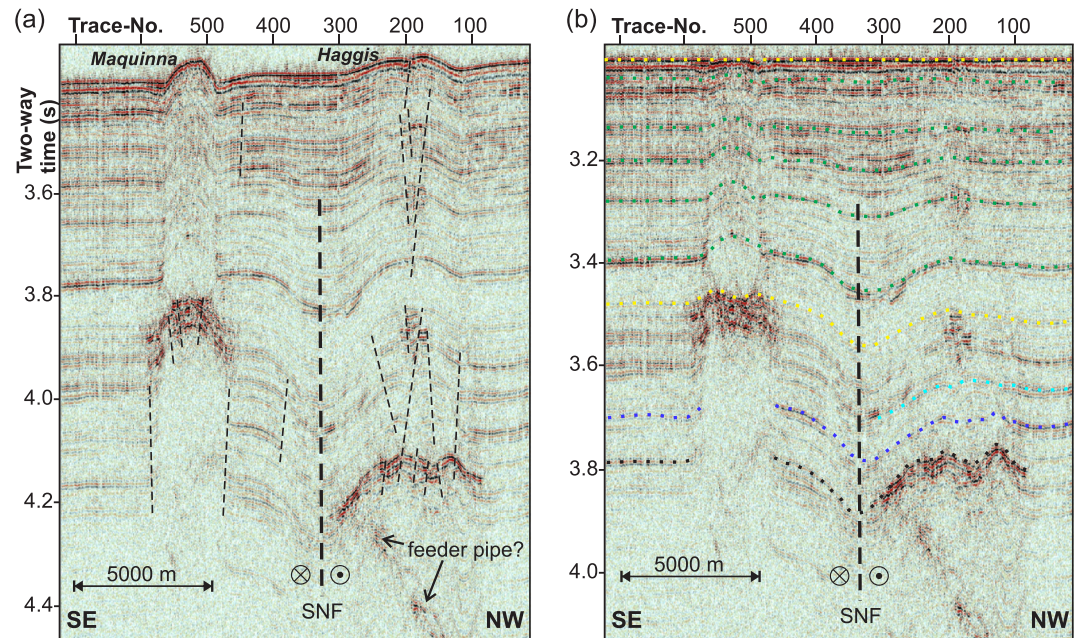 (a) Trace-No. 500 400 300 200 100
Maquinna
Haggis
Two-way
time (s)
3.6
3.8
4.0
4.2
4.4
feeder pipe?
5000 m
SNF
SE
NW
(b) Trace-No. 500 400 300 200 100
3.2
3.4
3.6
3.8
4.0
5000 m
SNF
SE
NW